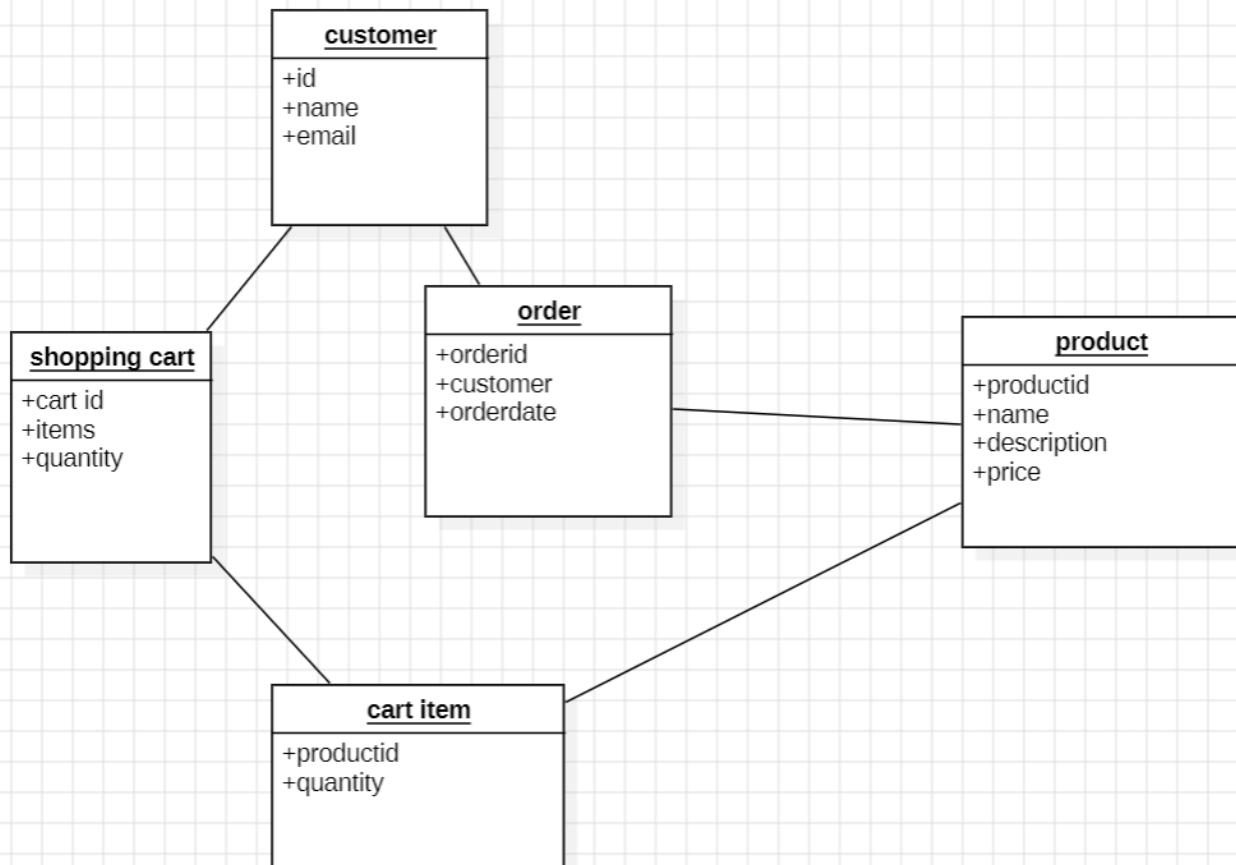 customer
+id
+name
+email
order
+orderid
+customer
+orderdate
product
+productid
+name
+description
+price
shopping cart
+cart id
+items
+quantity
cart item
+productid
+quantity